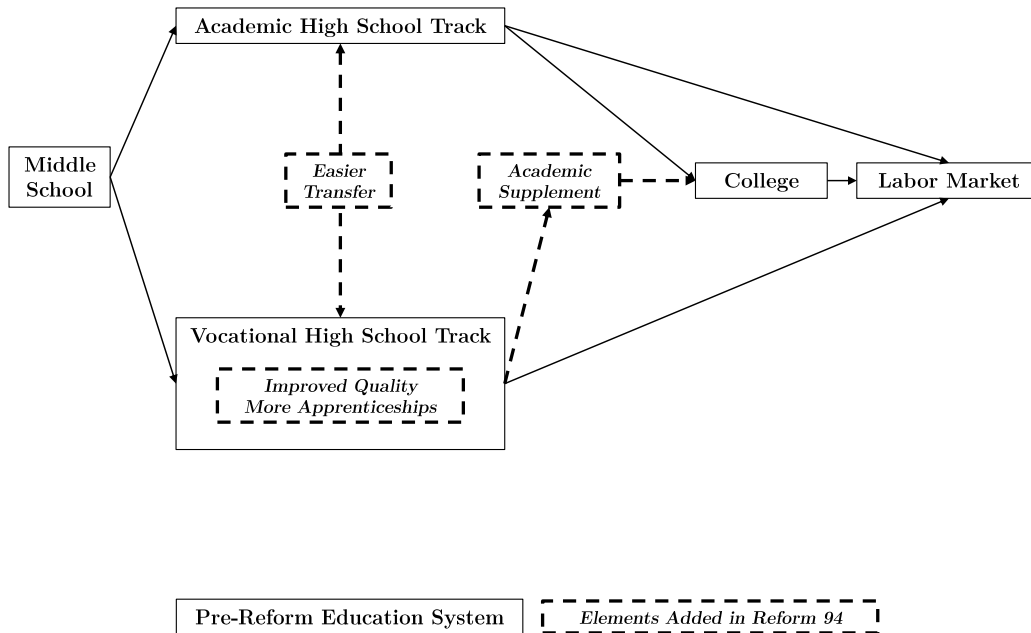 Academic High School Track
Middle
School
Easier
Transfer
Academic
Supplement
College
Labor Market
Vocational High School Track
Improved Quality
More Apprenticeships
Pre-Reform Education System
Elements Added in Reform 94